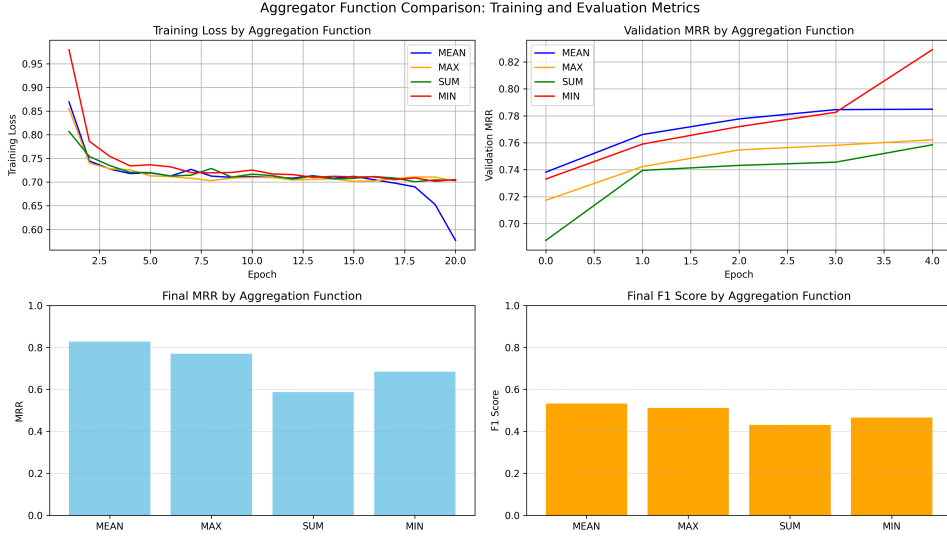 Aggregator Function Comparison: Training and Evaluation Metrics
Training Loss by Aggregation Function
Training Loss
0.95
0.90
0.85
0.80
0.75
0.70
0.65
0.60
2.5 5.0 7.5 10.0 12.5 15.0 17.5 20.0
Epoch
MEAN
MAX
SUM
MIN
Validation MRR by Aggregation Function
Validation MRR
0.82
0.80
0.78
0.76
0.74
0.72
0.70
0.0 0.5 1.0 1.5 2.0 2.5 3.0 3.5 4.0
Epoch
MEAN
MAX
SUM
MIN
Final MRR by Aggregation Function
MRR
1.0
0.8
0.6
0.4
0.2
0.0
MEAN MAX SUM MIN
Final F1 Score by Aggregation Function
F1 Score
1.0
0.8
0.6
0.4
0.2
0.0
MEAN MAX SUM MIN